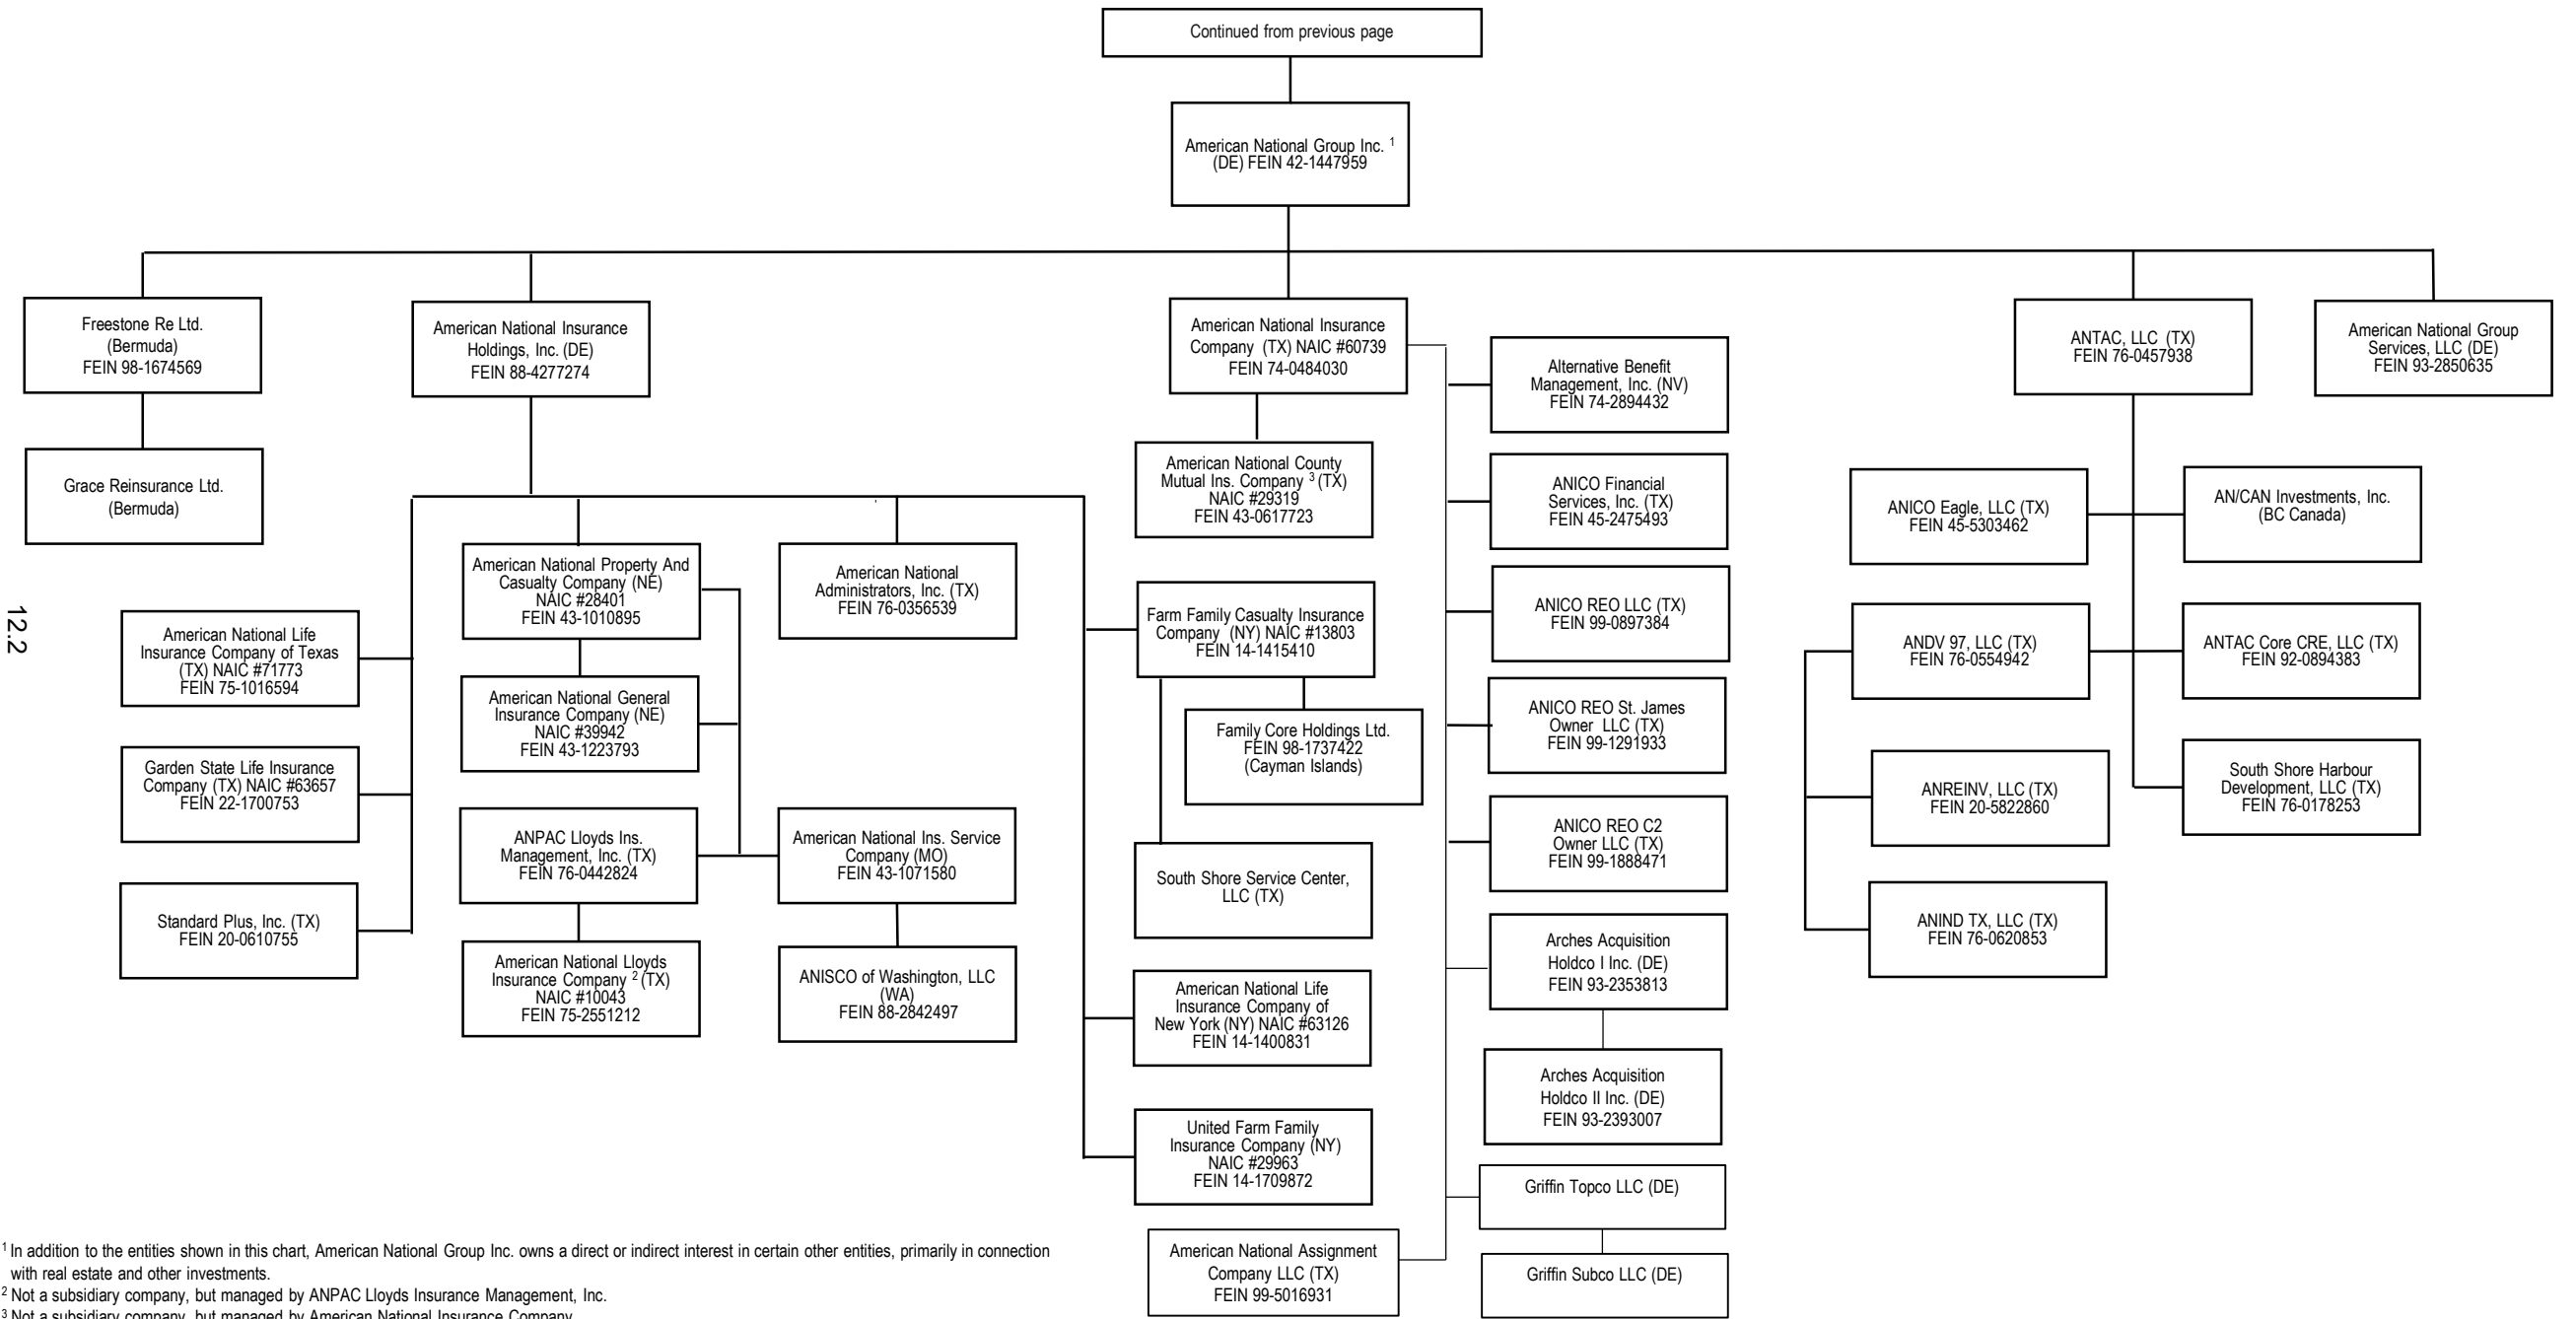 Continued from previous page
American National Group Inc. 1
(DE) FEIN 42-1447959
Freestone Re Ltd.
(Bermuda)
FEIN 98-1674569
American National Insurance
Holdings, Inc. (DE)
FEIN 88-4277274
American National Insurance
Company (TX) NAIC #60739
FEIN 74-0484030
ANTAC, LLC (TX)
FEIN 76-0457938
American National Group
Services, LLC (DE)
FEIN 93-2850635
Grace Reinsurance Ltd.
(Bermuda)
American National Life
Insurance Company of Texas
(TX) NAIC #71773
FEIN 75-1016594
Garden State Life Insurance
Company (TX) NAIC #63657
FEIN 22-1700753
Standard Plus, Inc. (TX)
FEIN 20-0610755
American National Property And
Casualty Company (NE)
NAIC #28401
FEIN 43-1010895
American National General
Insurance Company (NE)
NAIC #39942
FEIN 43-1223793
ANPAC Lloyds Ins.
Management, Inc. (TX)
FEIN 76-0442824
American National Lloyds
Insurance Company 2 (TX)
NAIC #10043
FEIN 75-2551212
American National
Administrators, Inc. (TX)
FEIN 76-0356539
American National Ins. Service
Company (MO)
FEIN 43-1071580
ANISCO of Washington, LLC
(WA)
FEIN 88-2842497
American National County
Mutual Ins. Company 3 (TX)
NAIC #29319
FEIN 43-0617723
Farm Family Casualty Insurance
Company (NY) NAIC #13803
FEIN 14-1415410
Family Core Holdings Ltd.
FEIN 98-1737422
(Cayman Islands)
South Shore Service Center,
LLC (TX)
American National Life
Insurance Company of
New York (NY) NAIC #63126
FEIN 14-1400831
United Farm Family
Insurance Company (NY)
NAIC #29963
FEIN 14-1709872
American National Assignment
Company LLC (TX)
FEIN 99-5016931
Alternative Benefit
Management, Inc. (NV)
FEIN 74-2894432
ANICO Financial
Services, Inc. (TX)
FEIN 45-2475493
ANICO REO LLC (TX)
FEIN 99-0897384
ANICO REO St. James
Owner LLC (TX)
FEIN 99-1291933
ANICO REO C2
Owner LLC (TX)
FEIN 99-1888471
Arches Acquisition
Holdco I Inc. (DE)
FEIN 93-2353813
Arches Acquisition
Holdco II Inc. (DE)
FEIN 93-2393007
Griffin Topco LLC (DE)
Griffin Subco LLC (DE)
ANICO Eagle, LLC (TX)
FEIN 45-5303462
AN/CAN Investments, Inc.
(BC Canada)
ANDV 97, LLC (TX)
FEIN 76-0554942
ANTAC Core CRE, LLC (TX)
FEIN 92-0894383
ANREINV, LLC (TX)
FEIN 20-5822860
South Shore Harbour
Development, LLC (TX)
FEIN 76-0178253
ANIND TX, LLC (TX)
FEIN 76-0620853
12.2
1 In addition to the entities shown in this chart, American National Group Inc. owns a direct or indirect interest in certain other entities, primarily in connection
with real estate and other investments.
2 Not a subsidiary company, but managed by ANPAC Lloyds Insurance Management, Inc.
3 Not a subsidiary company, but managed by American National Insurance Company.